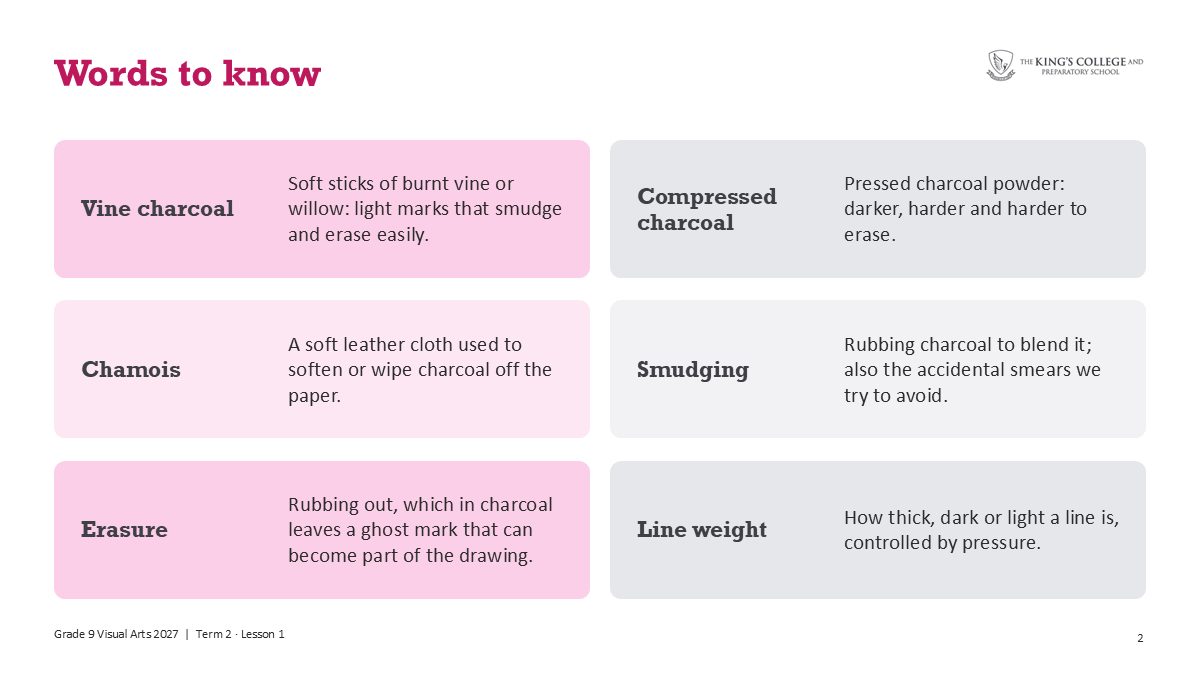 Words to know
THE KING'S COLLEGE AND
PREPARATORY SCHOOL
Vine charcoal
Soft sticks of burnt vine or
willow: light marks that smudge
and erase easily.
Compressed
charcoal
Pressed charcoal powder:
darker, harder and harder to
erase.
Chamois
A soft leather cloth used to
soften or wipe charcoal off the
paper.
Smudging
Rubbing charcoal to blend it;
also the accidental smears we
try to avoid.
Erasure
Rubbing out, which in charcoal
leaves a ghost mark that can
become part of the drawing.
Line weight
How thick, dark or light a line is,
controlled by pressure.
Grade 9 Visual Arts 2027 | Term 2 · Lesson 1
2